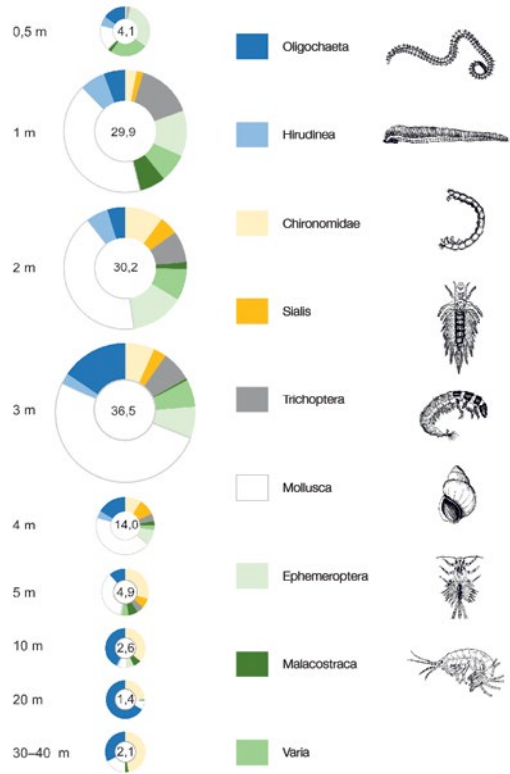 0,5 m
4,1
Oligochaeta
1 m
29,9
Hirudinea
2 m
30,2
Chironomidae
Sialis
3 m
36,5
Trichoptera
Mollusca
4 m
14,0
5 m
4,9
Ephemeroptera
10 m
2,6
Malacostraca
20 m
1,4
30–40 m
2,1
Varia